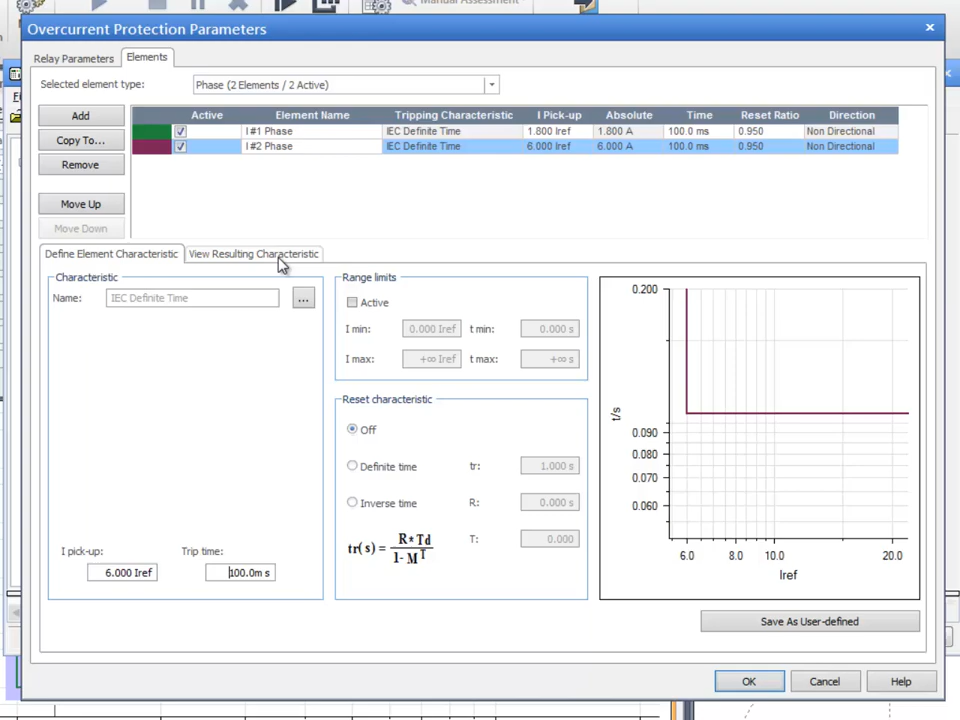 Manual Assessment
Overcurrent Protection Parameters
Relay Parameters Elements
Selected element type: Phase (2 Elements / 2 Active)
Add
Copy To...
Remove
Move Up
Move Down
Active Element Name Tripping Characteristic I Pick-up Absolute Time Reset Ratio Direction
I #1 Phase IEC Definite Time 1.800 Iref 1.800 A 100.0 ms 0.950 Non Directional
I #2 Phase IEC Definite Time 6.000 Iref 6.000 A 100.0 ms 0.950 Non Directional
Define Element Characteristic View Resulting Characteristic
Characteristic
Name: IEC Definite Time ...
I pick-up: Trip time:
6.000 Iref 100.0m s
Range limits
Active
I min: 0.000 Iref t min: 0.000 s
I max: +∞ Iref t max: +∞ s
Reset characteristic
Off
Definite time tr: 1.000 s
Inverse time R: 0.000 s
tr(s) = R*Td / 1-M^T T: 0.000
t/s
0.200
0.090
0.080
0.070
0.060
6.0 8.0 10.0 20.0
Iref
Save As User-defined
OK Cancel Help